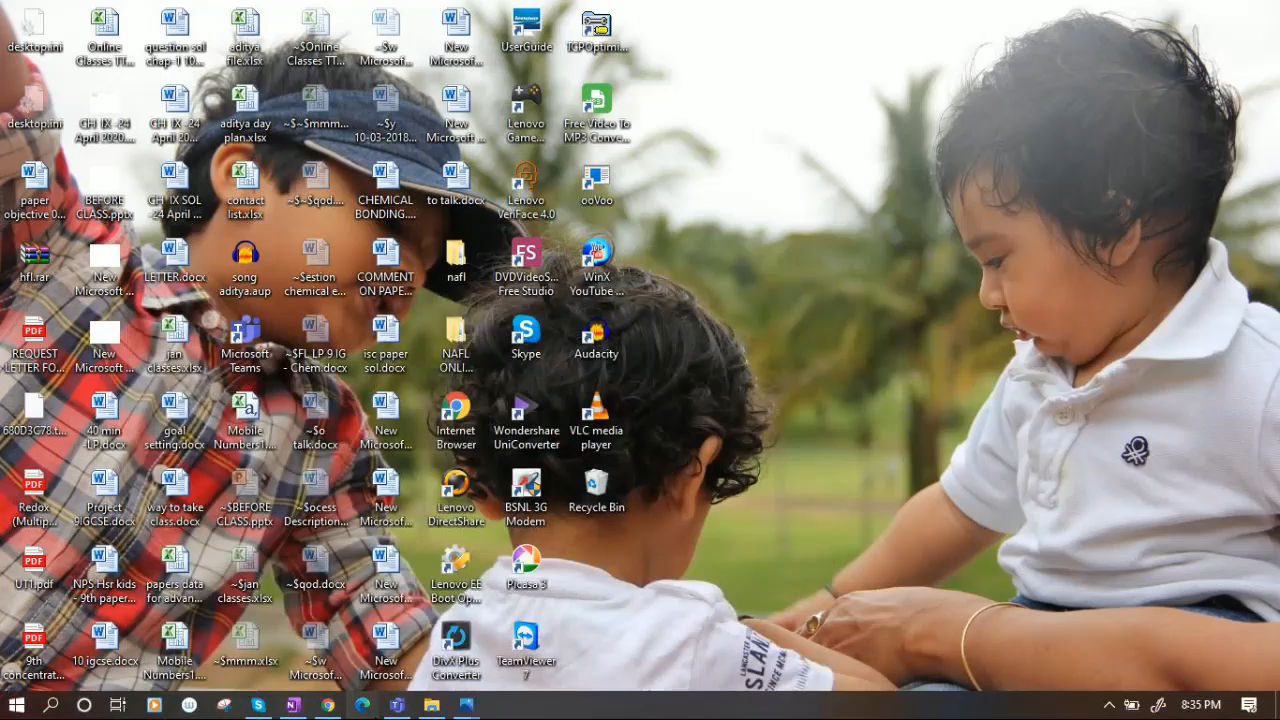 desktop.ini
desktop.ini
paper
objective 0...
hfl.rar
PDF
REQUEST
LETTER FO...
680D3C78.t...
PDF
Redox
(Multip...
PDF
UT1.pdf
PDF
9th
concentrat...
Online
Classes TT...
CH IX -24
April 2020...
BEFORE
CLASS.pptx
New
Microsoft ...
New
Microsoft ...
40 min
-LP.docx
Project
9IGCSE.docx
NPS Hsr kids
- 9th paper...
10 igcse.docx
question sol
chap-1 10...
CH IX -24
April 20...
CH IX SOL
-24 April ...
LETTER.docx
jan
classes.xlsx
goal
setting.docx
way to take
class.docx
papers data
for advan...
Mobile
Numbers1....
aditya
file.xlsx
aditya day
plan.xlsx
contact
list.xlsx
song
aditya.aup
Microsoft
Teams
Mobile
Numbers1....
~$BEFORE
CLASS.pptx
~$jan
classes.xlsx
~$mmm.xlsx
~$Online
Classes TT...
~$~$mmm...
~$~$qod....
~$estion
chemical e...
~$FL LP 9 IG
- Chem.docx
~$o
talk.docx
~$ocess
Description...
~$qod.docx
~$w
Microsof...
~$w
Microsof...
~$y
10-03-2018...
CHEMICAL
BONDING....
COMMENT
ON PAPE...
isc paper
sol.docx
New
Microsof...
New
Microsof...
New
Microsof...
New
Microsof...
New
Microsof...
New
Microsoft ...
to talk.docx
nafl
NAFL
ONLI...
Internet
Browser
Lenovo
DirectShare
Lenovo EE
Boot Op...
DivX Plus
Converter
UserGuide
Lenovo
Game...
Lenovo
VeriFace 4.0
FS
DVDVideoS...
Free Studio
Skype
Wondershare
UniConverter
BSNL 3G
Modem
Picasa 3
TeamViewer
7
TCPOptimi...
Free Video To
MP3 Conve...
ooVoo
WinX
YouTube ...
Audacity
VLC media
player
Recycle Bin
8:35 PM